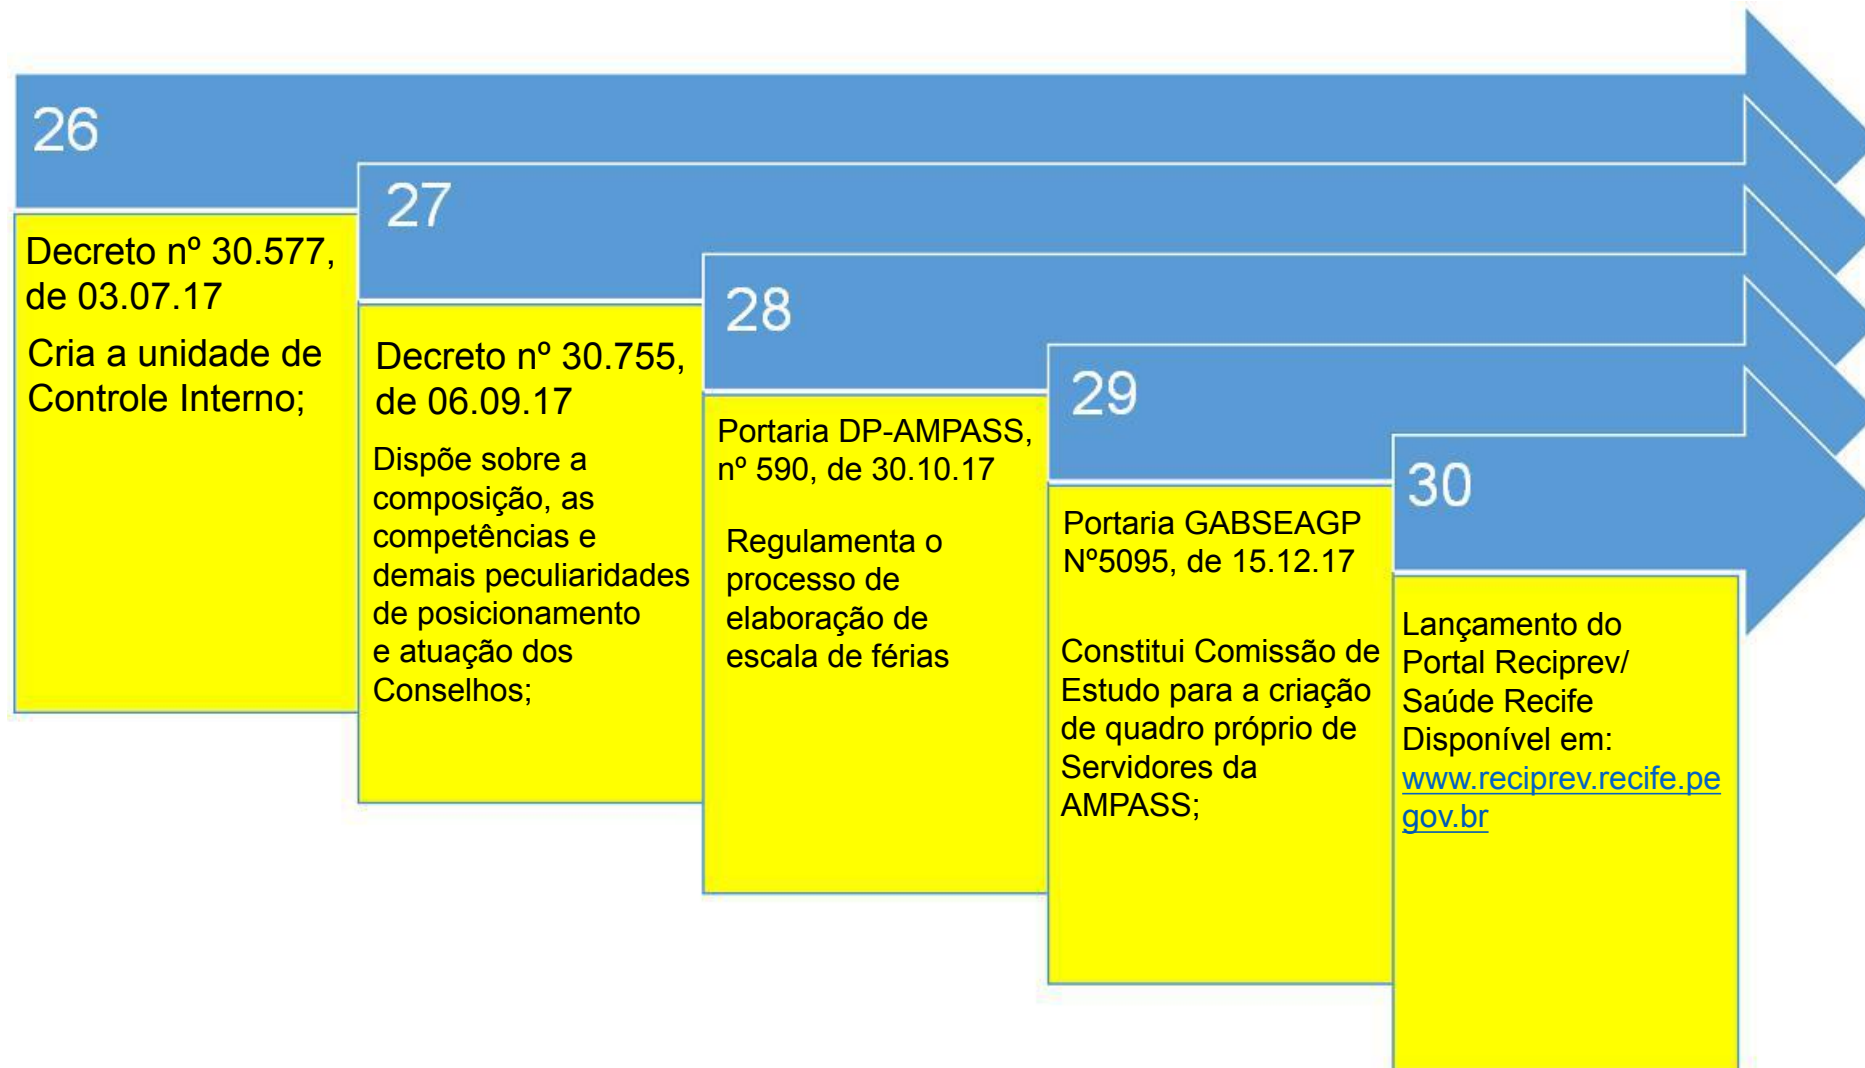 26
Decreto nº 30.577,
de 03.07.17
Cria a unidade de
Controle Interno;
27
Decreto nº 30.755,
de 06.09.17
Dispõe sobre a
composição, as
competências e
demais peculiaridades
de posicionamento
e atuação dos
Conselhos;
28
Portaria DP-AMPASS,
nº 590, de 30.10.17
Regulamenta o
processo de
elaboração de
escala de férias
29
Portaria GABSEAGP
Nº5095, de 15.12.17
Constitui Comissão de
Estudo para a criação
de quadro próprio de
Servidores da
AMPASS;
30
Lançamento do
Portal Reciprev/
Saúde Recife
Disponível em:
www.reciprev.recife.pe
gov.br